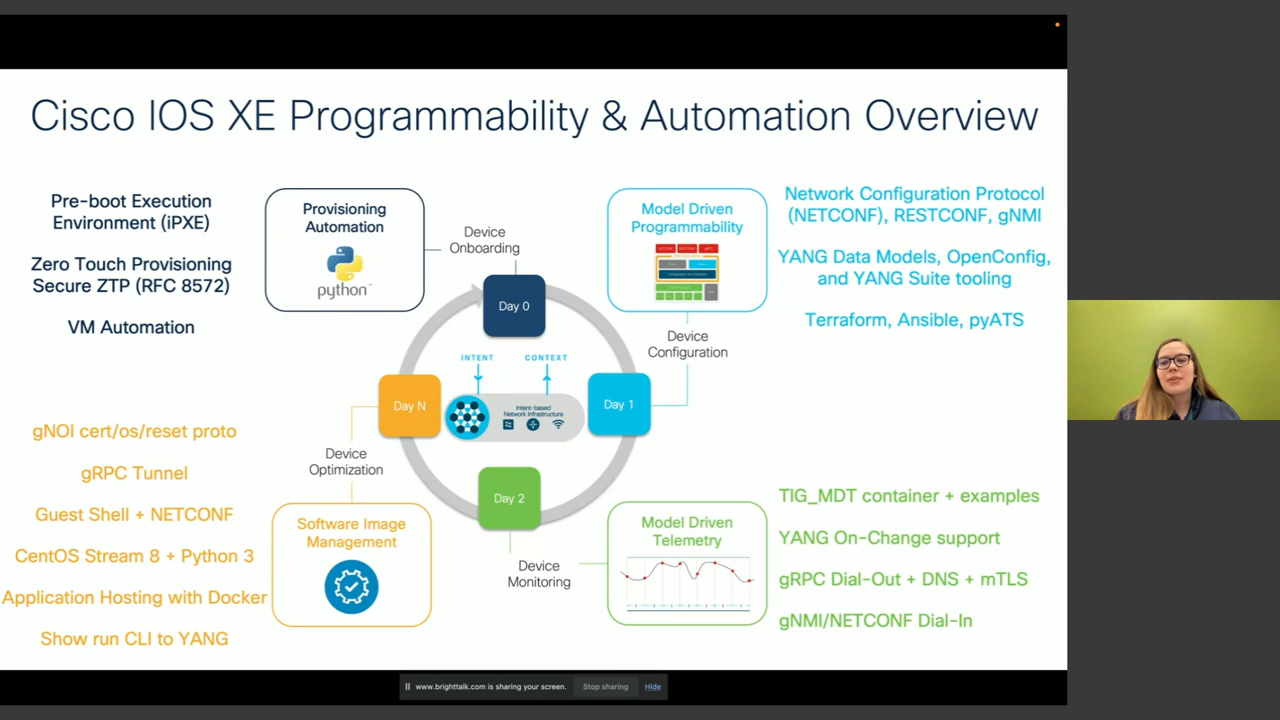 Cisco IOS XE Programmability & Automation Overview
Pre-boot Execution
Environment (iPXE)
Zero Touch Provisioning
Secure ZTP (RFC 8572)
VM Automation
Provisioning
Automation
python
Device
Onboarding
Day 0
Model Driven
Programmability
Network Configuration Protocol
(NETCONF), RESTCONF, gNMI
YANG Data Models, OpenConfig,
and YANG Suite tooling
Terraform, Ansible, pyATS
Device
Configuration
INTENT
CONTEXT
Intent-based
Network Infrastructure
Day N
Day 1
Day 2
gNOI cert/os/reset proto
gRPC Tunnel
Guest Shell + NETCONF
CentOS Stream 8 + Python 3
Application Hosting with Docker
Show run CLI to YANG
Device
Optimization
Software Image
Management
Device
Monitoring
Model Driven
Telemetry
TIG_MDT container + examples
YANG On-Change support
gRPC Dial-Out + DNS + mTLS
gNMI/NETCONF Dial-In
www.brighttalk.com is sharing your screen.
Stop sharing
Hide